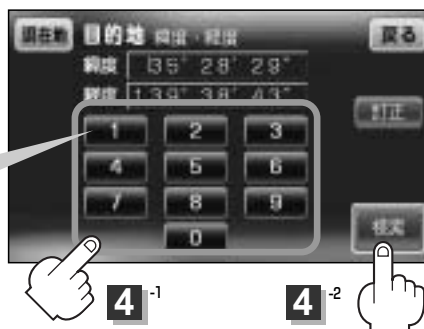 現在地 目的地 緯度・経度 戻る
緯度 35° 28' 29"
経度 139° 38' 43"
訂正
1 2 3
4 5 6
7 8 9
0
検索
4-1 4-2